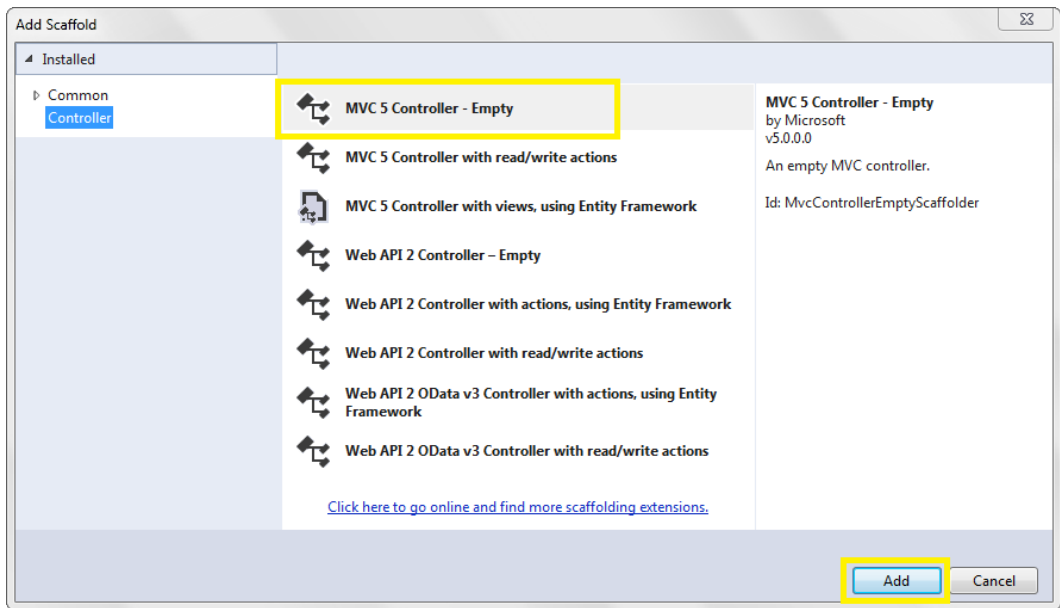 Add Scaffold
Installed
Common
Controller
MVC 5 Controller - Empty
MVC 5 Controller with read/write actions
MVC 5 Controller with views, using Entity Framework
Web API 2 Controller – Empty
Web API 2 Controller with actions, using Entity Framework
Web API 2 Controller with read/write actions
Web API 2 OData v3 Controller with actions, using Entity
Framework
Web API 2 OData v3 Controller with read/write actions
Click here to go online and find more scaffolding extensions.
MVC 5 Controller - Empty
by Microsoft
v5.0.0.0
An empty MVC controller.
Id: MvcControllerEmptyScaffolder
Add
Cancel